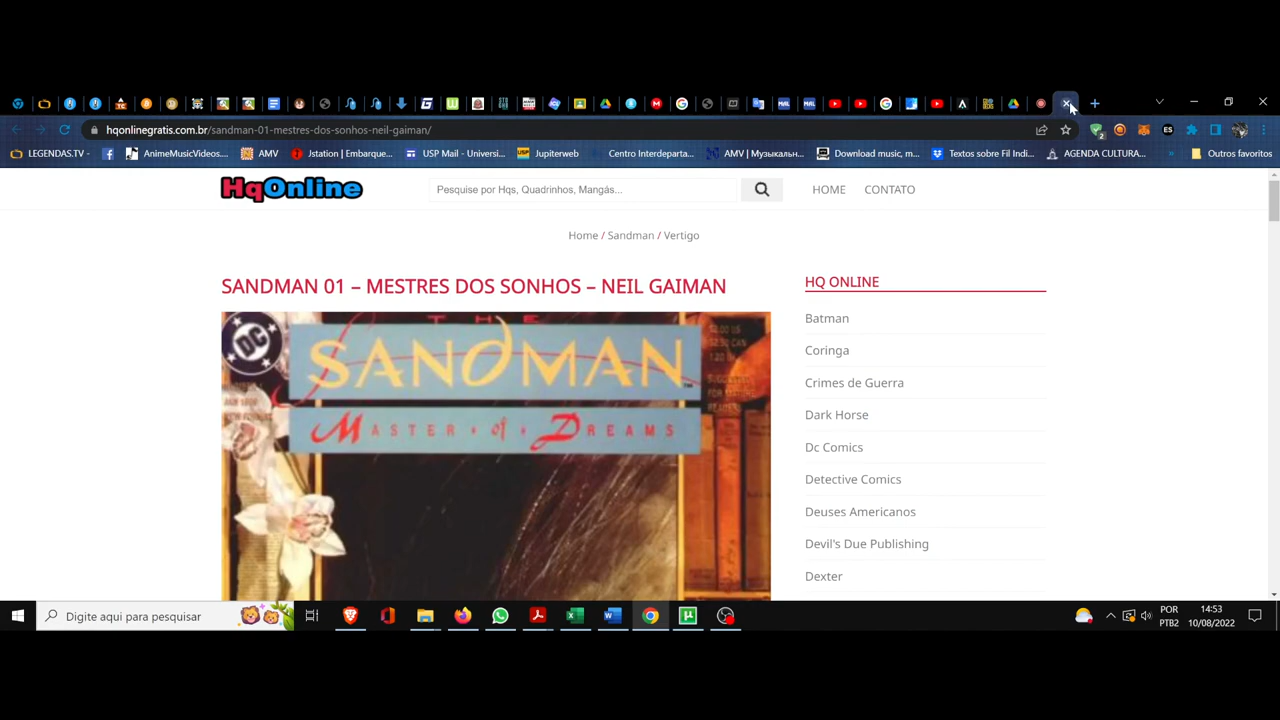 hqonlinegratis.com.br/sandman-01-mestres-dos-sonhos-neil-gaiman/
2
ES
LEGENDS.TV -
AnimeMusicVideos....
AMV
Jstation | Embarque...
USP Mail - Universi...
Jupiterweb
Centro Interdeparta...
AMV | Музыкальн...
Download music, m...
Textos sobre Fil Indi...
AGENDA CULTURA...
»
Outros favoritos
HqOnline
Pesquise por Hqs, Quadrinhos, Mangás...
HOME
CONTATO
Home / Sandman / Vertigo
SANDMAN 01 – MESTRES DOS SONHOS – NEIL GAIMAN
HQ ONLINE
DC
THE
SANDMAN
MASTER • of • DREAMS
Batman
Coringa
Crimes de Guerra
Dark Horse
Dc Comics
Detective Comics
Deuses Americanos
Devil's Due Publishing
Dexter
Digite aqui para pesquisar
POR
PTB2
14:53
10/08/2022